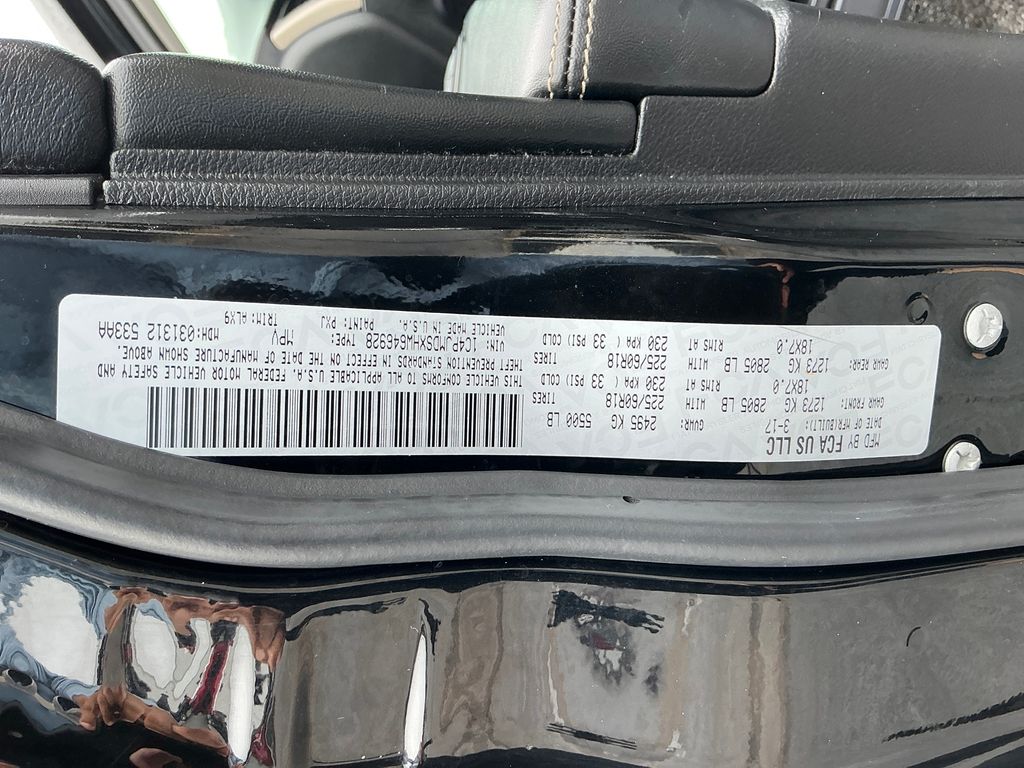 MFD BY FCA US LLC GVWR: 2495 KG 5500 LB
DATE OF MFR(BUILT): 3-17
GAWR FRONT: 1273 KG 2805 LB WITH 225/60R18 TIRES
18X7.0 RIMS AT 230 KPA ( 33 PSI COLD
GAWR REAR: 1273 KG 2805 LB WITH 225/60R18 TIRES
18X7.0 RIMS AT 230 KPA ( 33 PSI COLD
THIS VEHICLE CONFORMS TO ALL APPLICABLE U.S.A. FEDERAL MOTOR VEHICLE SAFETY AND
THEFT PREVENTION STANDARDS IN EFFECT ON THE DATE OF MANUFACTURE SHOWN ABOVE.
VIN: 1C4PJMDSXHW646328 TYPE: MPV MDH:031312 533AA
VEHICLE MADE IN U.S.A. PAINT: PXJ TRIM: ALX9